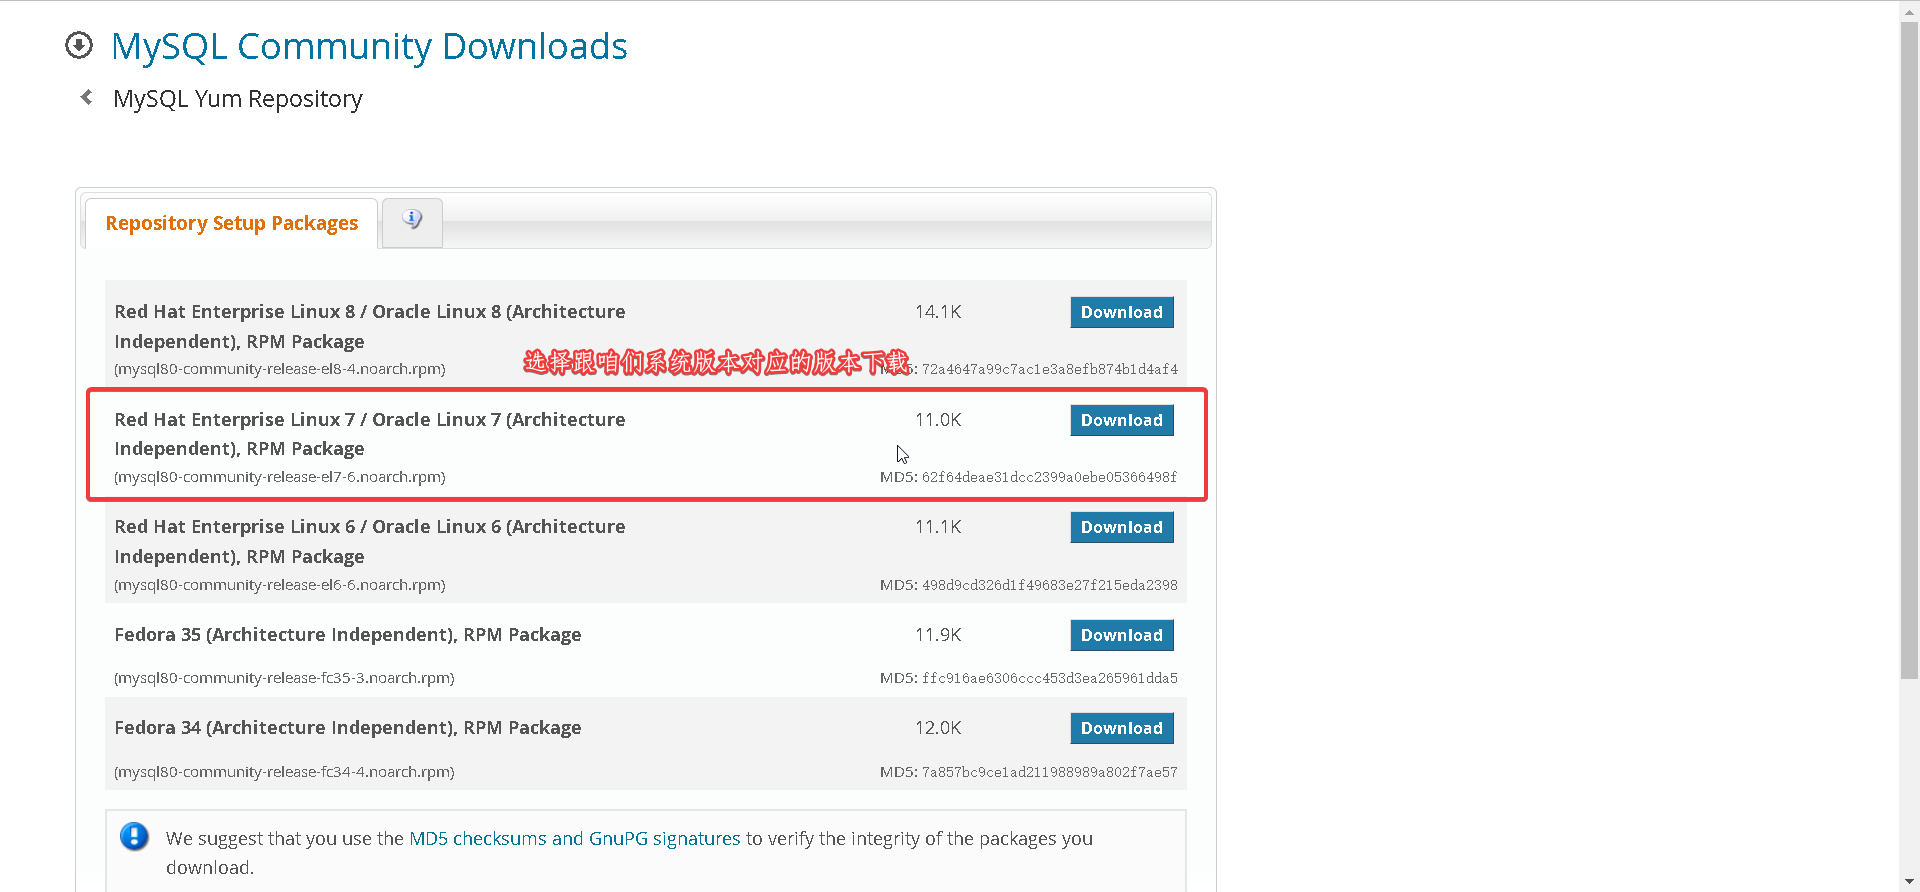 MySQL Community Downloads
MySQL Yum Repository
Repository Setup Packages
Red Hat Enterprise Linux 8 / Oracle Linux 8 (Architecture
Independent), RPM Package
14.1K
Download
(mysql80-community-release-el8-4.noarch.rpm)
选择跟咱们系统版本对应的版本下载
72a4647a99c7ac1e3a8efb874b1d4af4
Red Hat Enterprise Linux 7 / Oracle Linux 7 (Architecture
Independent), RPM Package
11.0K
Download
(mysql80-community-release-el7-6.noarch.rpm)
MD5: 62f64deae31dcc2399a0ebe05366498f
Red Hat Enterprise Linux 6 / Oracle Linux 6 (Architecture
Independent), RPM Package
11.1K
Download
(mysql80-community-release-el6-6.noarch.rpm)
MD5: 498d9cd326d1f49683e27f215eda2398
Fedora 35 (Architecture Independent), RPM Package
11.9K
Download
(mysql80-community-release-fc35-3.noarch.rpm)
MD5: ffc916ae6306ccc453d3ea265961dda5
Fedora 34 (Architecture Independent), RPM Package
12.0K
Download
(mysql80-community-release-fc34-4.noarch.rpm)
MD5: 7a857bc9ce1ad211988989a802f7ae57
We suggest that you use the MD5 checksums and GnuPG signatures to verify the integrity of the packages you
download.